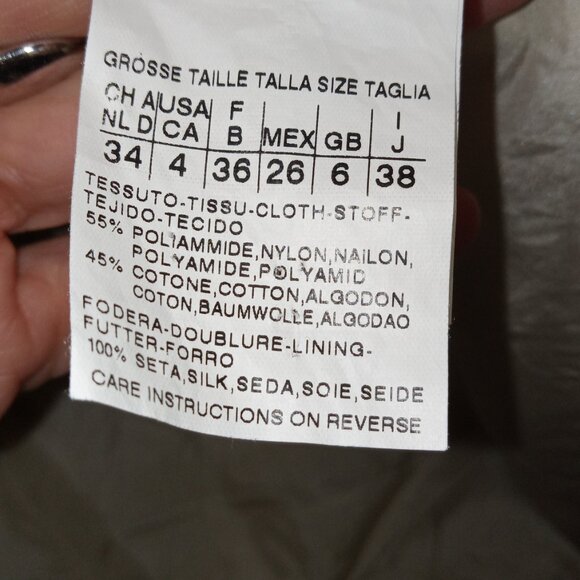 GRÖSSE TAILLE TALLA SIZE TAGLIA
CH A USA F I
NL D CA B MEX GB J
34 4 36 26 6 38
TESSUTO-TISSU-CLOTH-STOFF-
TEJIDO-TECIDO
55% POLIAMMIDE,NYLON,NAILON,
POLYAMIDE,POLYAMID
45% COTONE,COTTON,ALGODON,
COTON,BAUMWOLLE,ALGODAO
FODERA-DOUBLURE-LINING-
FUTTER-FORRO
100% SETA,SILK,SEDA,SOIE,SEIDE
CARE INSTRUCTIONS ON REVERSE